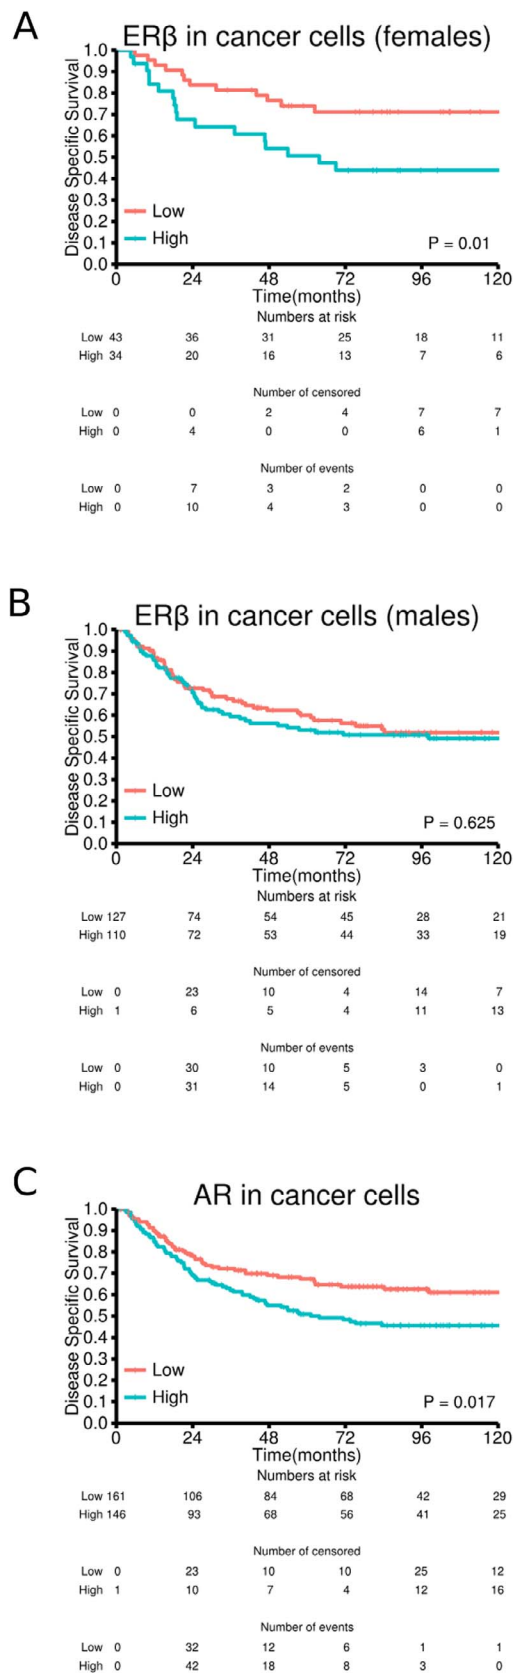 A
ERβ in cancer cells (females)
Disease Specific Survival
1.0
0.9
0.8
0.7
0.6
0.5
0.4
0.3
0.2
0.1
0.0
Low
High
P = 0.01
0 24 48 72 96 120
Time(months)
Numbers at risk
Low 43 36 31 25 18 11
High 34 20 16 13 7 6
Number of censored
Low 0 0 2 4 7 7
High 0 4 0 0 6 1
Number of events
Low 0 7 3 2 0 0
High 0 10 4 3 0 0
B
ERβ in cancer cells (males)
Disease Specific Survival
1.0
0.9
0.8
0.7
0.6
0.5
0.4
0.3
0.2
0.1
0.0
Low
High
P = 0.625
0 24 48 72 96 120
Time(months)
Numbers at risk
Low 127 74 54 45 28 21
High 110 72 53 44 33 19
Number of censored
Low 0 23 10 4 14 7
High 1 6 5 4 11 13
Number of events
Low 0 30 10 5 3 0
High 0 31 14 5 0 1
C
AR in cancer cells
Disease Specific Survival
1.0
0.9
0.8
0.7
0.6
0.5
0.4
0.3
0.2
0.1
0.0
Low
High
P = 0.017
0 24 48 72 96 120
Time(months)
Numbers at risk
Low 161 106 84 68 42 29
High 146 93 68 56 41 25
Number of censored
Low 0 23 10 10 25 12
High 1 10 7 4 12 16
Number of events
Low 0 32 12 6 1 1
High 0 42 18 8 3 0